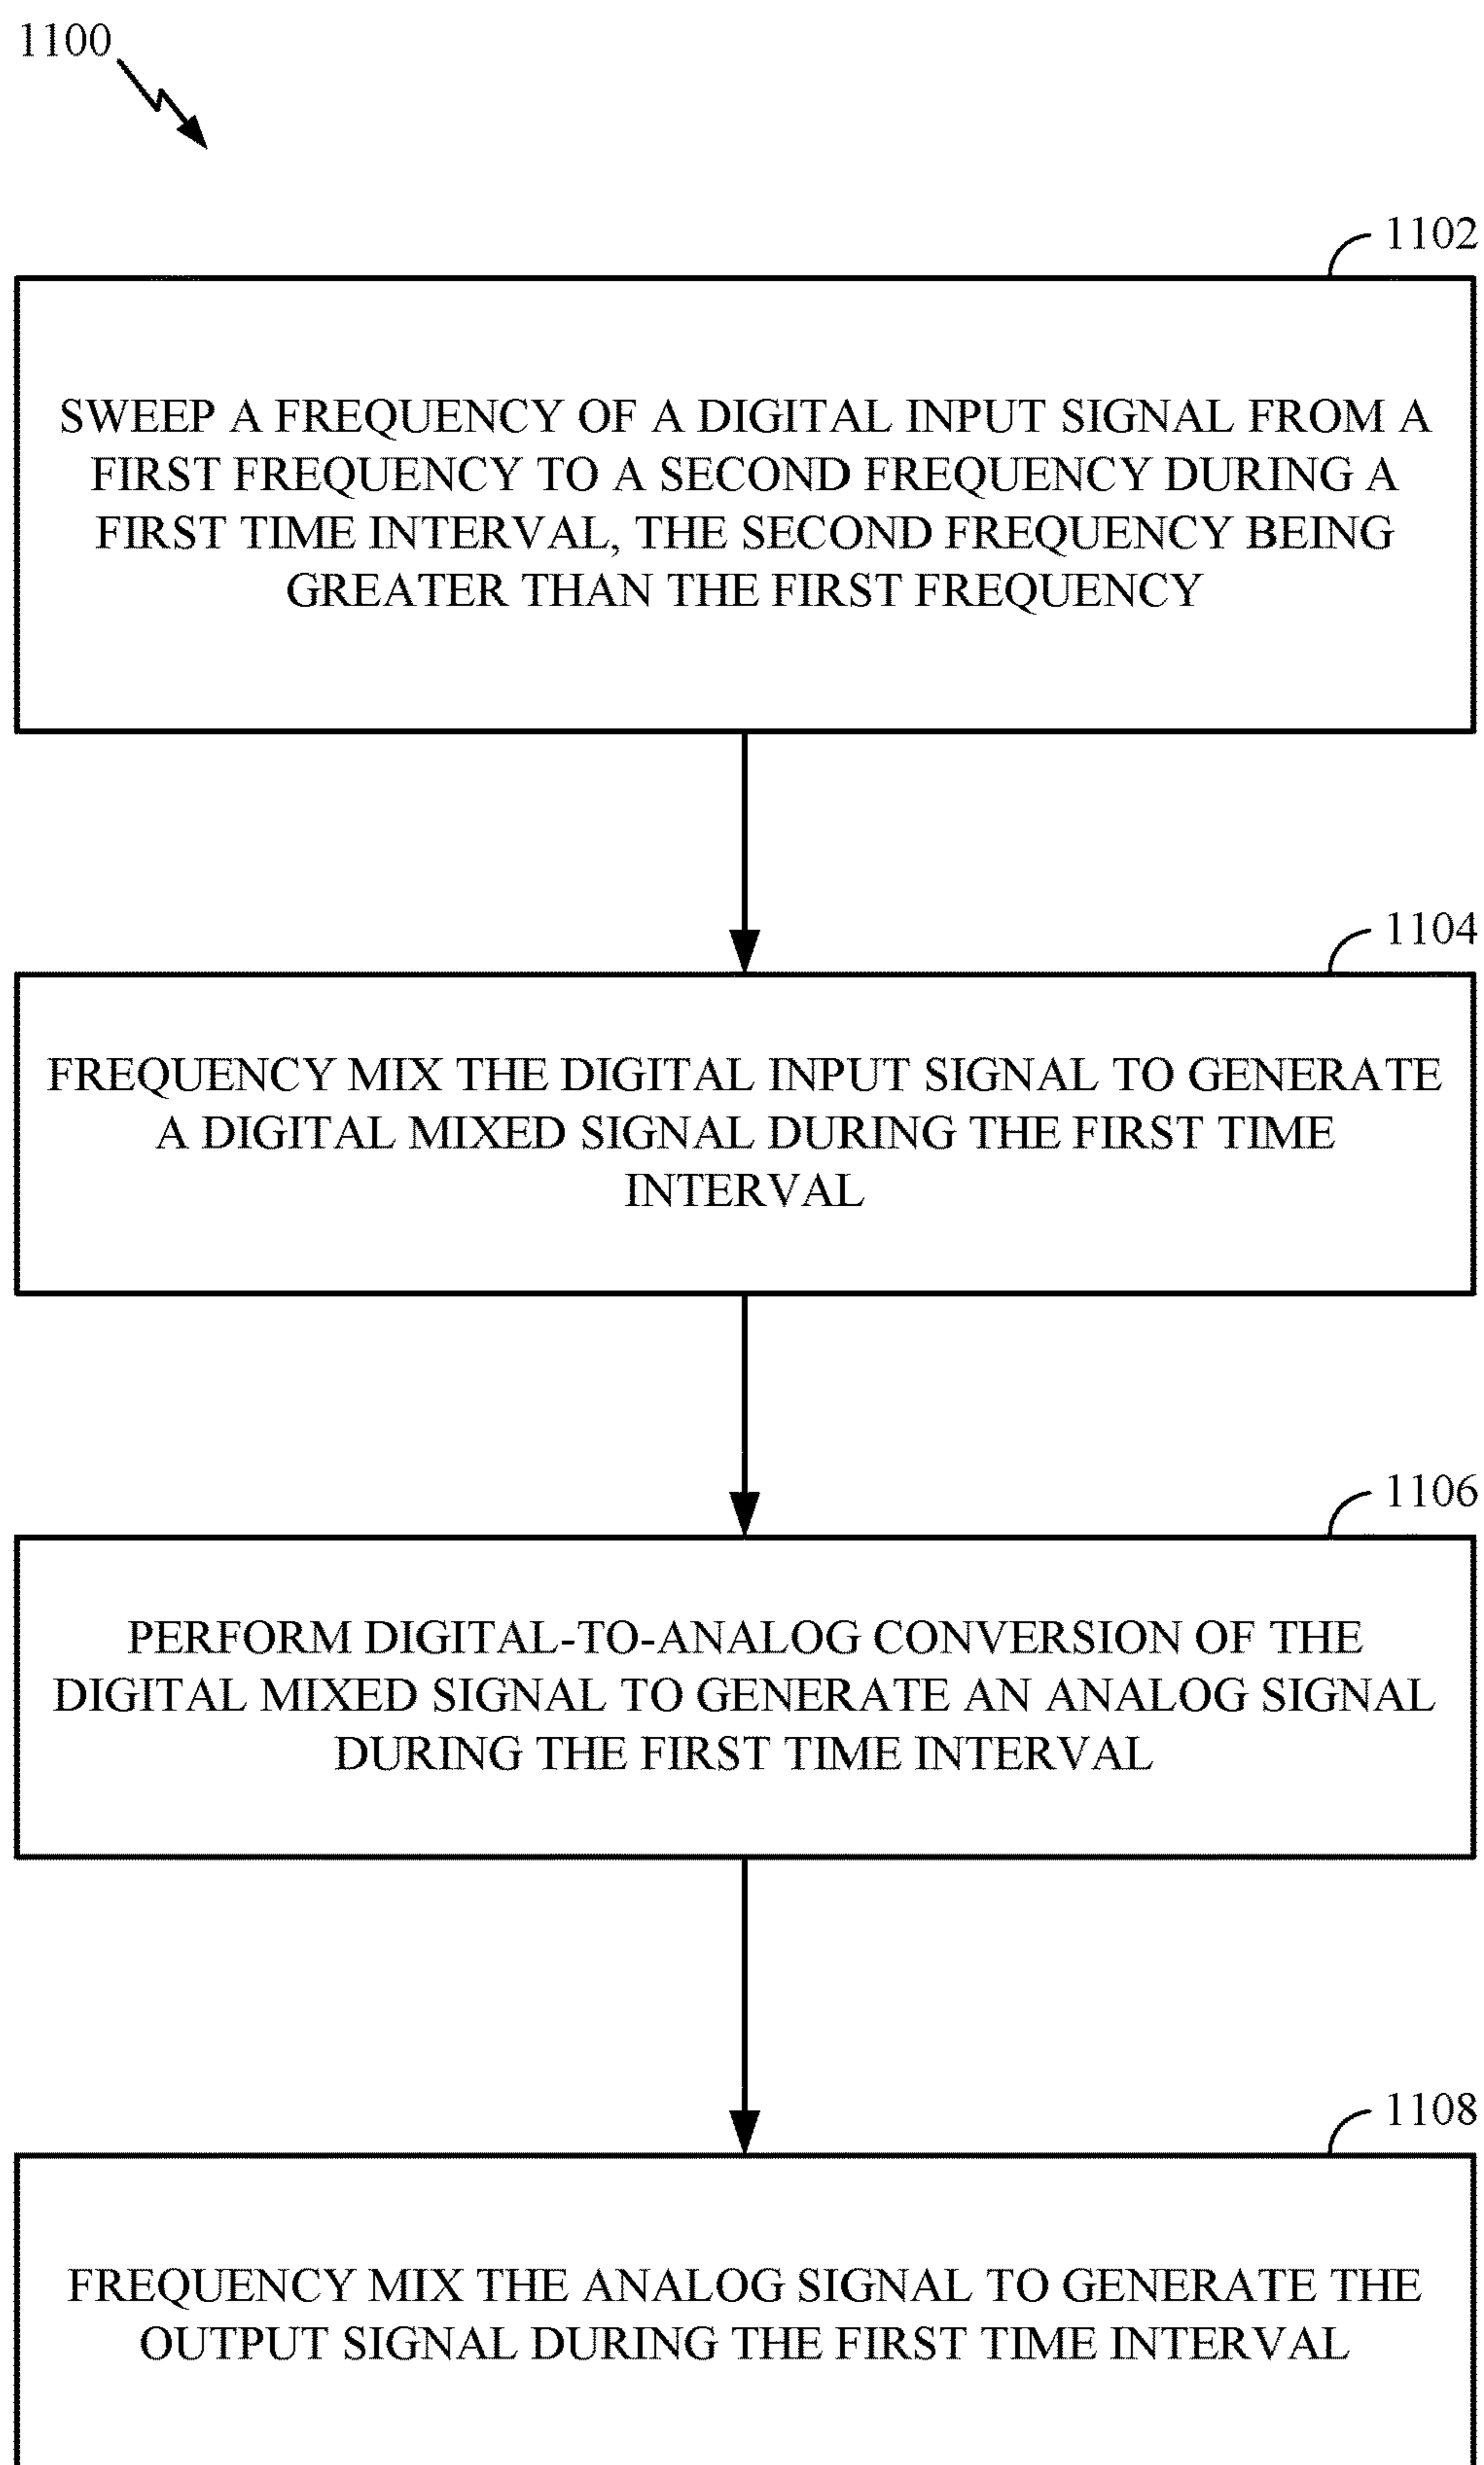 1100
1102
SWEEP A FREQUENCY OF A DIGITAL INPUT SIGNAL FROM A
FIRST FREQUENCY TO A SECOND FREQUENCY DURING A
FIRST TIME INTERVAL, THE SECOND FREQUENCY BEING
GREATER THAN THE FIRST FREQUENCY
1104
FREQUENCY MIX THE DIGITAL INPUT SIGNAL TO GENERATE
A DIGITAL MIXED SIGNAL DURING THE FIRST TIME
INTERVAL
1106
PERFORM DIGITAL-TO-ANALOG CONVERSION OF THE
DIGITAL MIXED SIGNAL TO GENERATE AN ANALOG SIGNAL
DURING THE FIRST TIME INTERVAL
1108
FREQUENCY MIX THE ANALOG SIGNAL TO GENERATE THE
OUTPUT SIGNAL DURING THE FIRST TIME INTERVAL